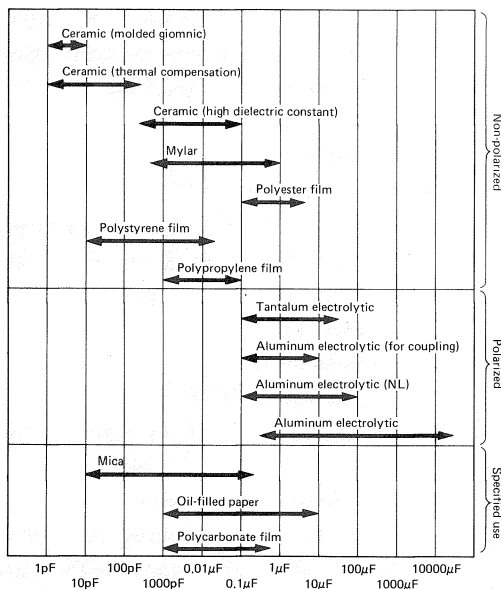 Ceramic (molded giomnic)
Ceramic (thermal compensation)
Ceramic (high dielectric constant)
Mylar
Polyester film
Polystyrene film
Polypropylene film
Non-polarized
Tantalum electrolytic
Aluminum electrolytic (for coupling)
Aluminum electrolytic (NL)
Aluminum electrolytic
Polarized
Mica
Oil-filled paper
Polycarbonate film
Specified use
1pF 100pF 0,01μF 1μF 100μF 10000μF
10pF 1000pF 0,1μF 10μF 1000μF